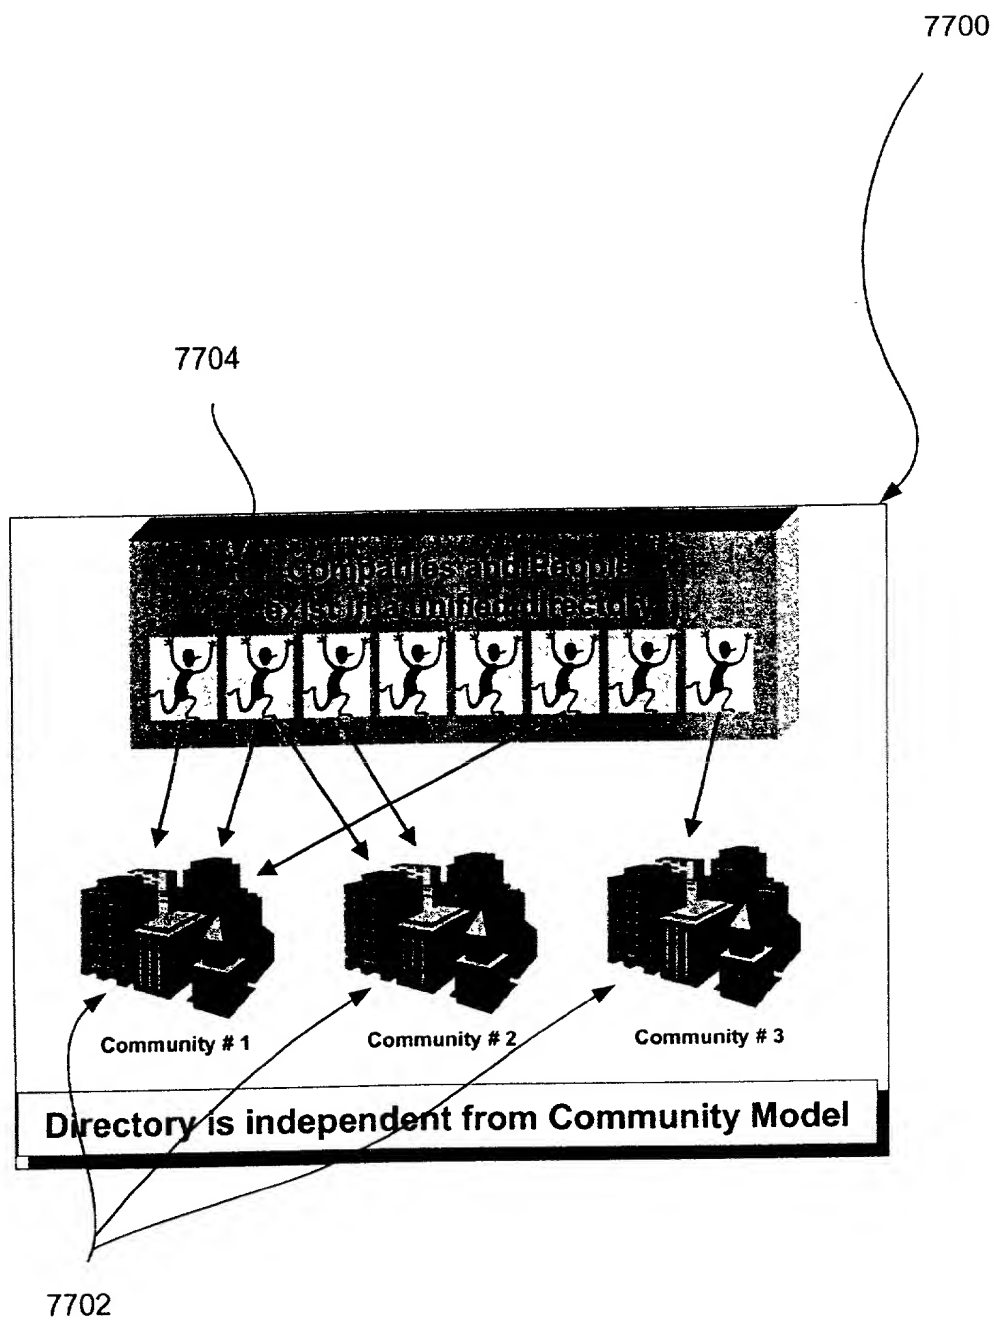 7700
7704
Companies and People
exist in a unified directory
Community # 1
Community # 2
Community # 3
Directory is independent from Community Model
7702